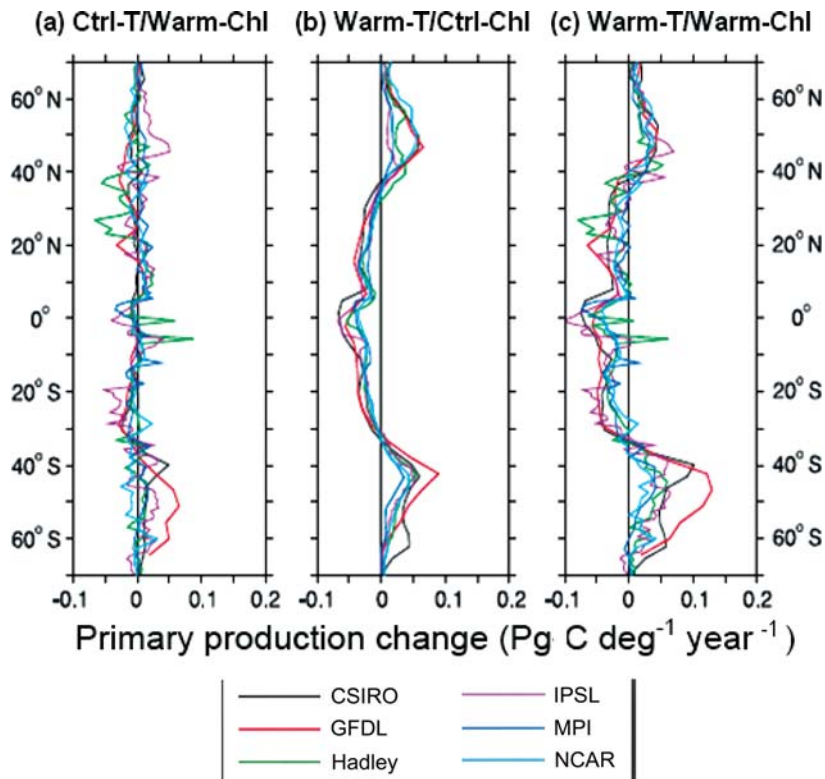 (a) Ctrl-T/Warm-Chl (b) Warm-T/Ctrl-Chl (c) Warm-T/Warm-Chl
60° N 60° N
40° N 40° N
20° N 20° N
0° 0°
20° S 20° S
40° S 40° S
60° S 60° S
-0.1 0 0.1 0.2 -0.1 0 0.1 0.2 -0.1 0 0.1 0.2
Primary production change (Pg C deg⁻¹ year⁻¹)
CSIRO IPSL
GFDL MPI
Hadley NCAR